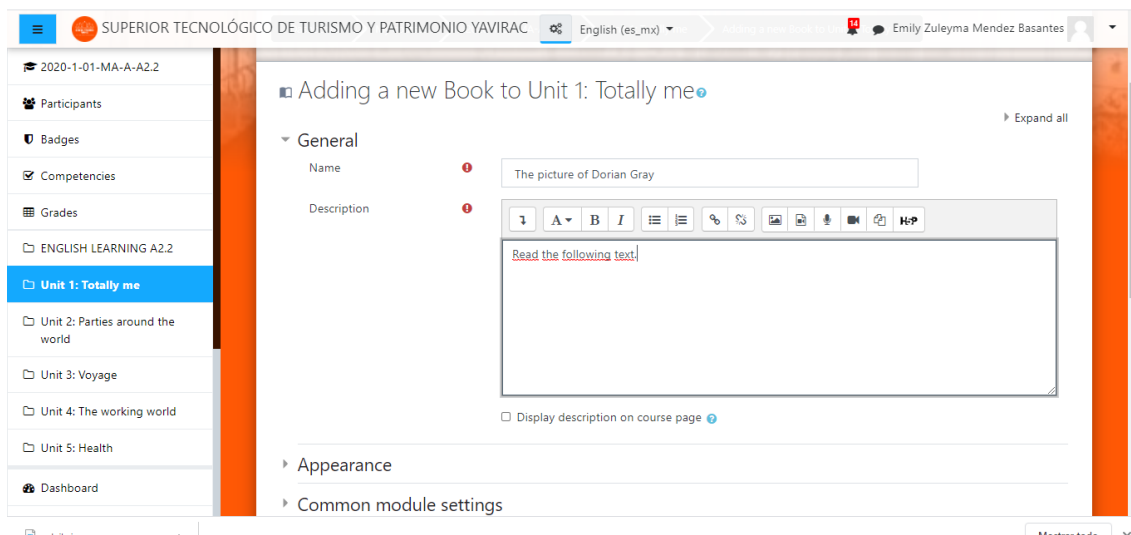 SUPERIOR TECNOLÓGICO DE TURISMO Y PATRIMONIO YAVIRAC English (es_mx) 14 Emily Zuleyma Mendez Basantes
2020-1-01-MA-A-A2.2
Participants
Badges
Competencies
Grades
ENGLISH LEARNING A2.2
Unit 1: Totally me
Unit 2: Parties around the
world
Unit 3: Voyage
Unit 4: The working world
Unit 5: Health
Dashboard
Adding a new Book to Unit 1: Totally me
Expand all
General
Name The picture of Dorian Gray
Description
A B I H5P
Read the following text.
Display description on course page
Appearance
Common module settings